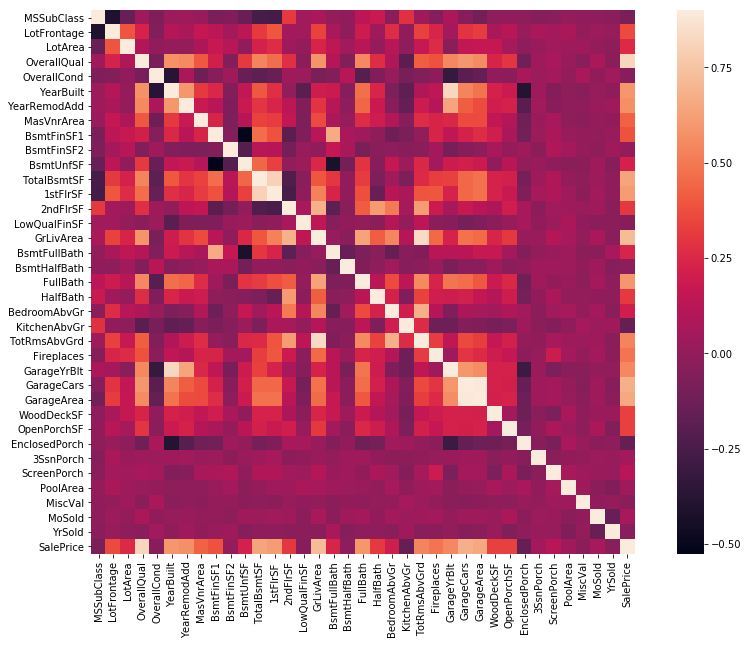 MSSubClass
LotFrontage
LotArea
OverallQual
OverallCond
YearBuilt
YearRemodAdd
MasVnrArea
BsmtFinSF1
BsmtFinSF2
BsmtUnfSF
TotalBsmtSF
1stFlrSF
2ndFlrSF
LowQualFinSF
GrLivArea
BsmtFullBath
BsmtHalfBath
FullBath
HalfBath
BedroomAbvGr
KitchenAbvGr
TotRmsAbvGrd
Fireplaces
GarageYrBlt
GarageCars
GarageArea
WoodDeckSF
OpenPorchSF
EnclosedPorch
3SsnPorch
ScreenPorch
PoolArea
MiscVal
MoSold
YrSold
SalePrice
MSSubClass
LotFrontage
LotArea
OverallQual
OverallCond
YearBuilt
YearRemodAdd
MasVnrArea
BsmtFinSF1
BsmtFinSF2
BsmtUnfSF
TotalBsmtSF
1stFlrSF
2ndFlrSF
LowQualFinSF
GrLivArea
BsmtFullBath
BsmtHalfBath
FullBath
HalfBath
BedroomAbvGr
KitchenAbvGr
TotRmsAbvGrd
Fireplaces
GarageYrBlt
GarageCars
GarageArea
WoodDeckSF
OpenPorchSF
EnclosedPorch
3SsnPorch
ScreenPorch
PoolArea
MiscVal
MoSold
YrSold
SalePrice
0.75
0.50
0.25
0.00
−0.25
−0.50